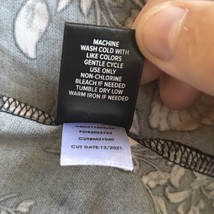 MACHINE
WASH COLD WITH
LIKE COLORS
GENTLE CYCLE
USE ONLY
NON-CHLORINE
BLEACH IF NEEDED
TUMBLE DRY LOW
WARM IRON IF NEEDED
CUT DATE:12/2021